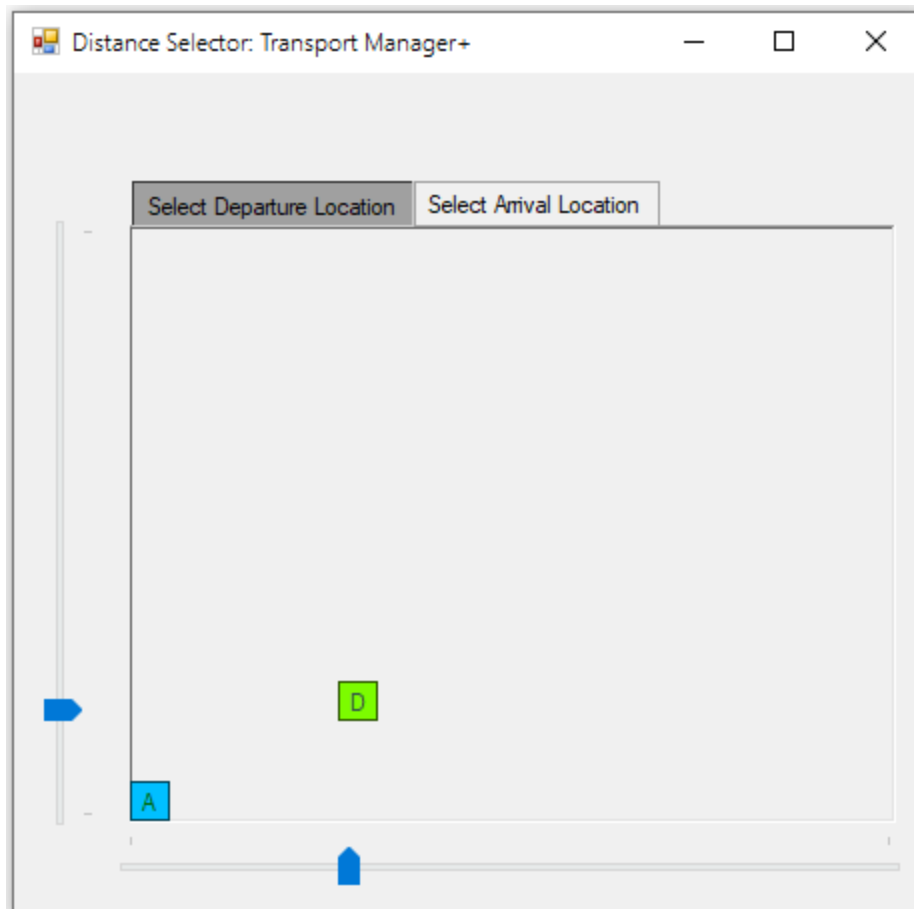 Distance Selector: Transport Manager+
Select Departure Location Select Arrival Location
D
A